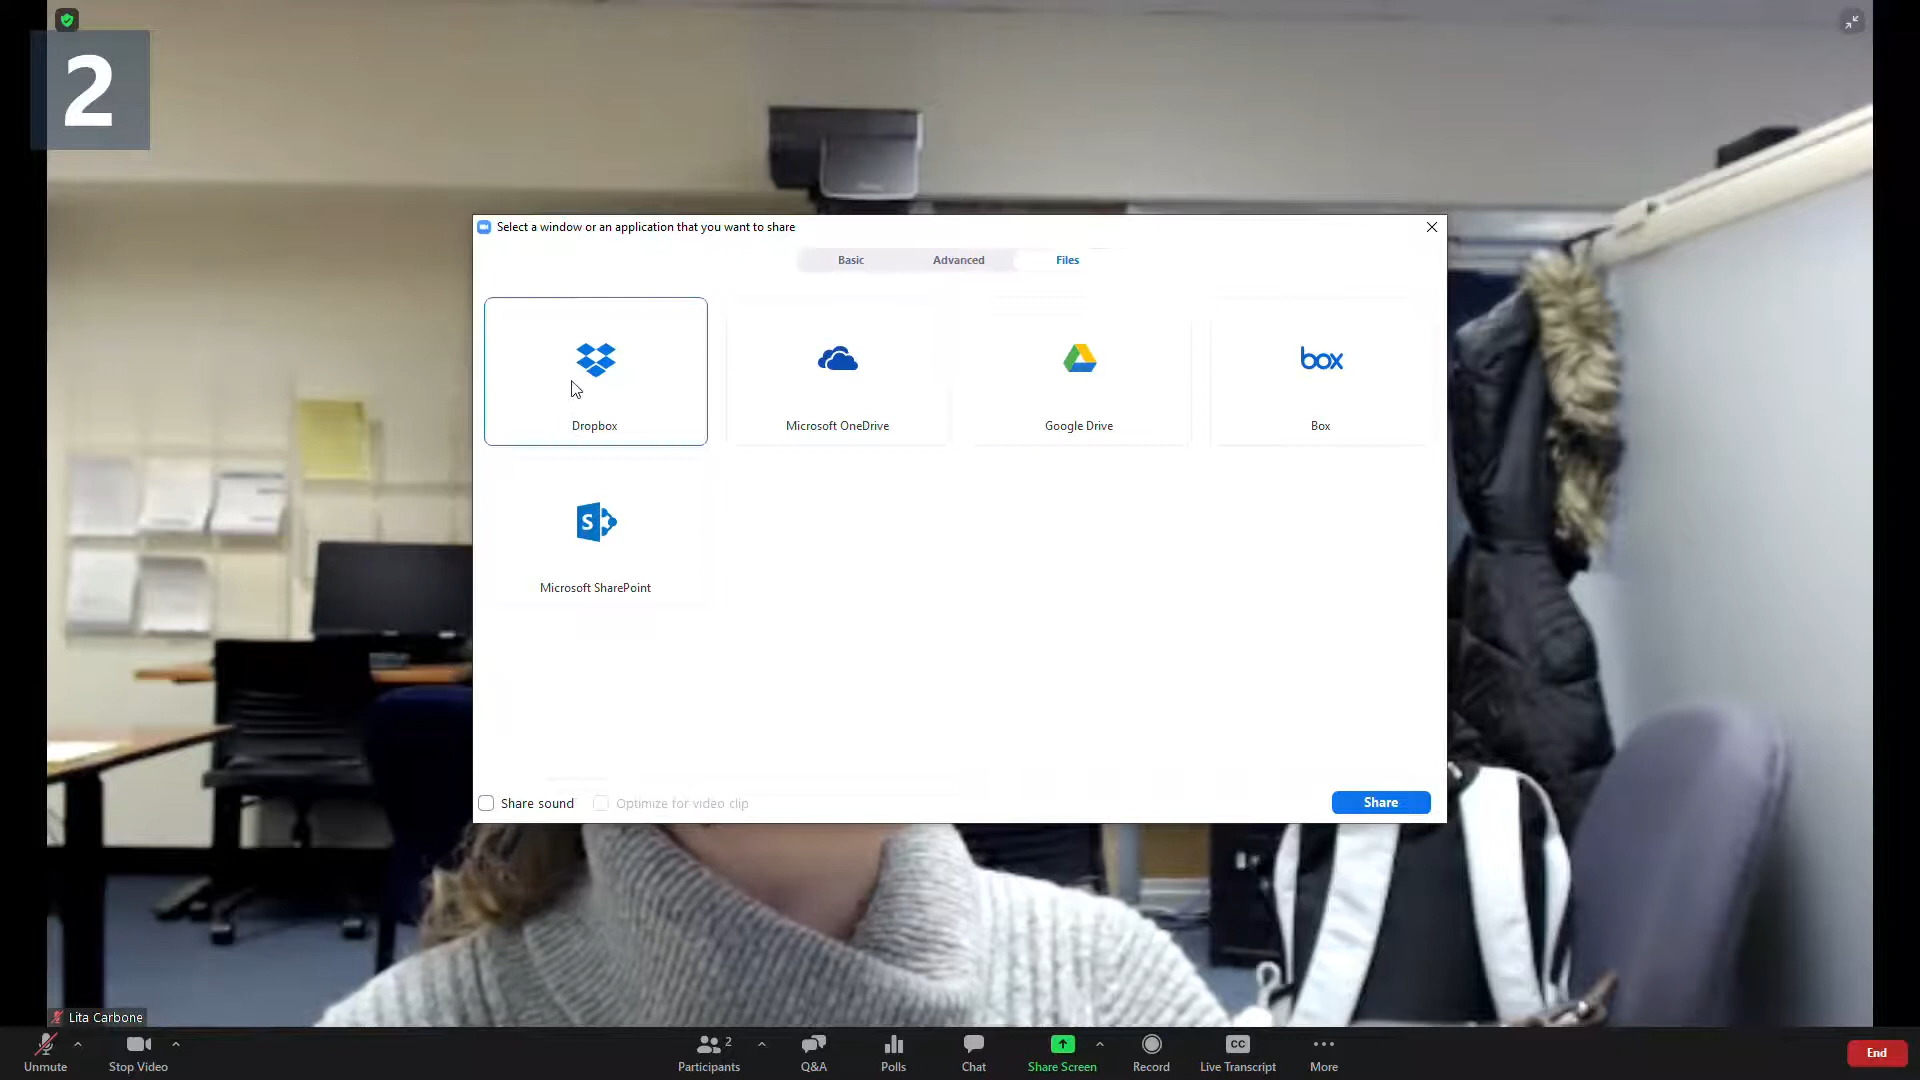 2
Select a window or an application that you want to share
Basic Advanced Files
Dropbox Microsoft OneDrive Google Drive box Box
S Microsoft SharePoint
Share sound Optimize for video clip Share
Lita Carbone
Unmute Stop Video Participants 2 Q&A Polls Chat Share Screen Record CC Live Transcript More End